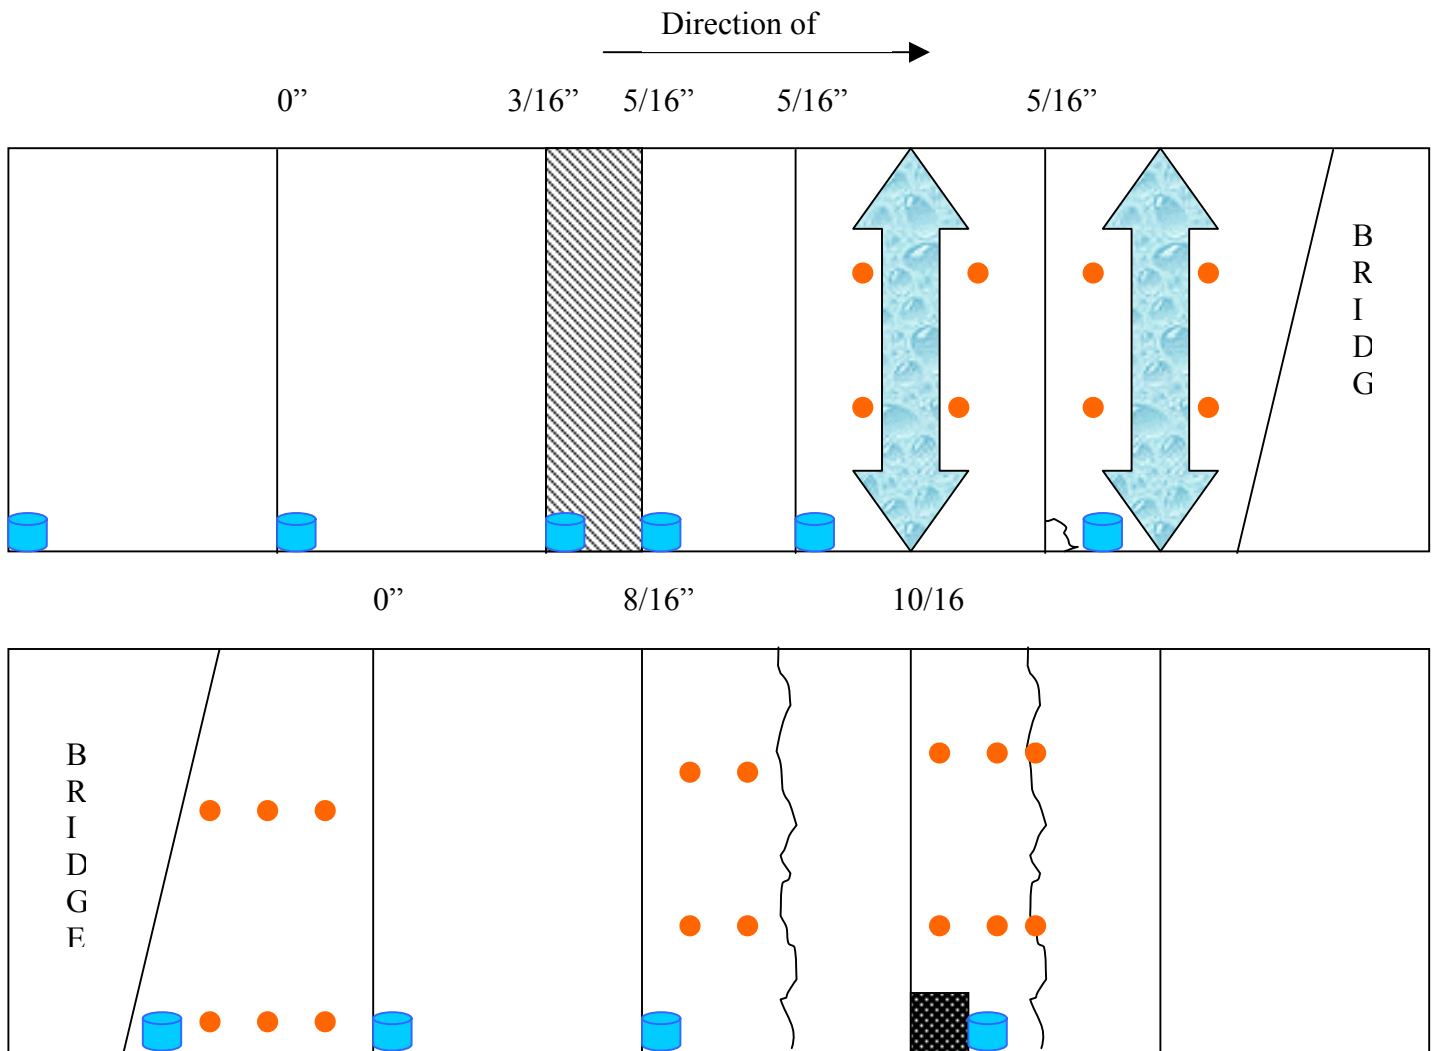 Direction of
0” 3/16” 5/16” 5/16” 5/16”
B
R
I
D
G
0” 8/16” 10/16
B
R
I
D
G
E